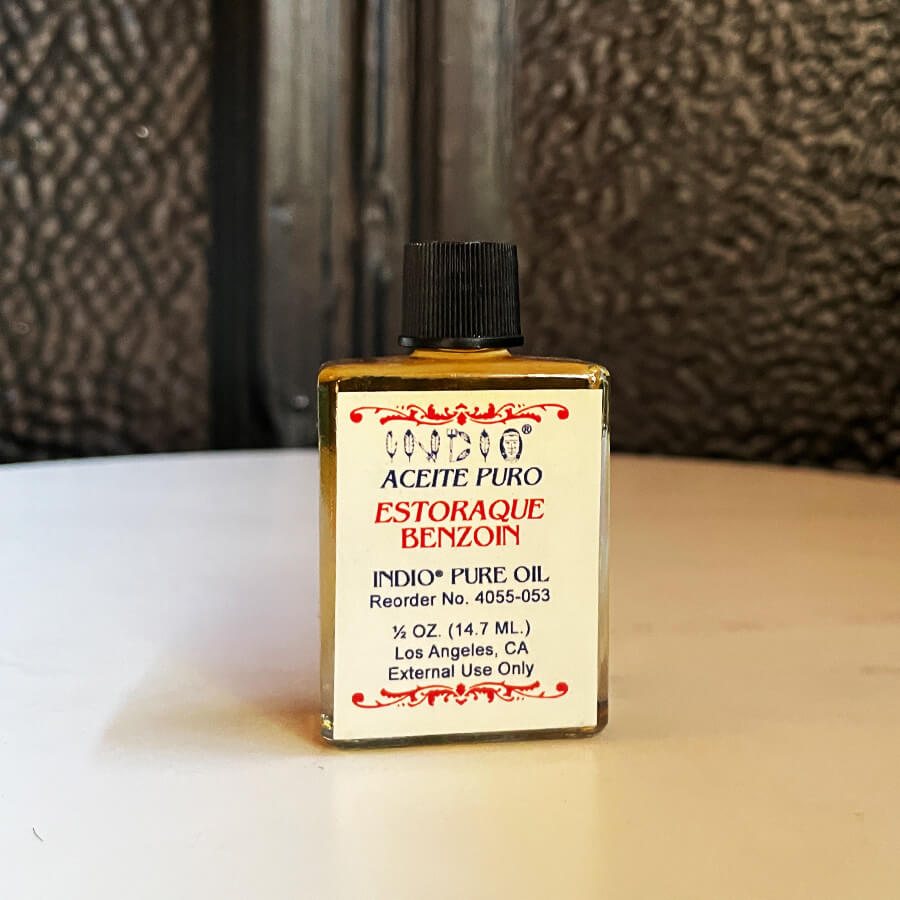 INDIO®
ACEITE PURO
ESTORAQUE
BENZOIN
INDIO® PURE OIL
Reorder No. 4055-053
½ OZ. (14.7 ML.)
Los Angeles, CA
External Use Only